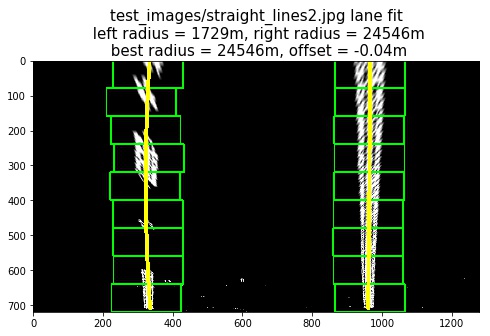 test_images/straight_lines2.jpg lane fit
left radius = 1729m, right radius = 24546m
best radius = 24546m, offset = -0.04m
0
100
200
300
400
500
600
700
0 200 400 600 800 1000 1200